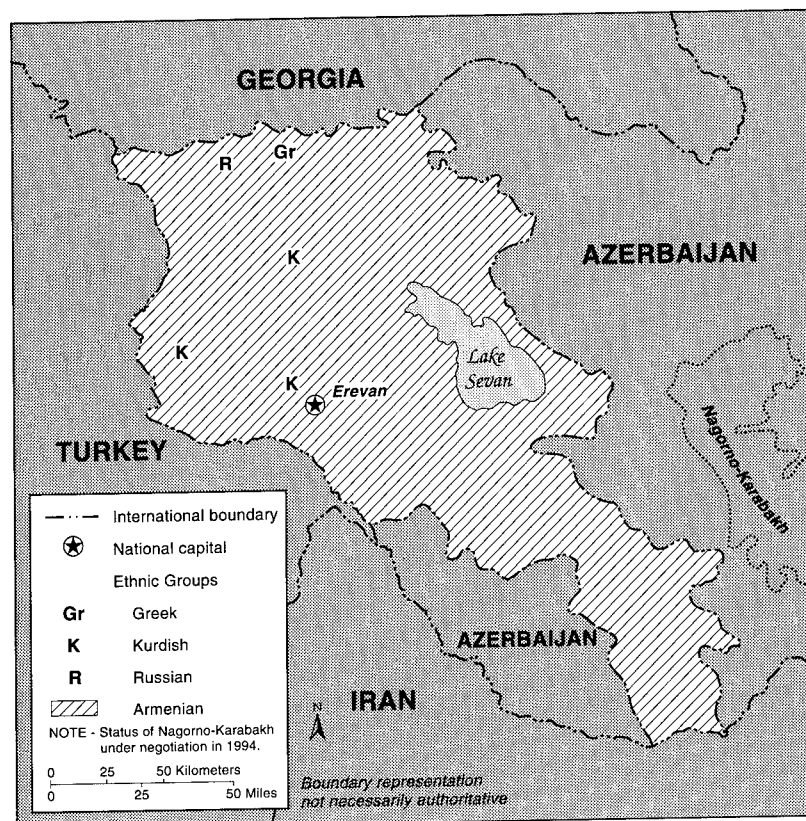 GEORGIA
R
Gr
AZERBAIJAN
K
Lake
Sevan
K
K
Erevan
Nagorno-Karabakh
TURKEY
International boundary
National capital
Ethnic Groups
Gr Greek
K Kurdish
R Russian
Armenian
NOTE - Status of Nagorno-Karabakh
under negotiation in 1994.
0 25 50 Kilometers
0 25 50 Miles
AZERBAIJAN
IRAN
N
Boundary representation
not necessarily authoritative